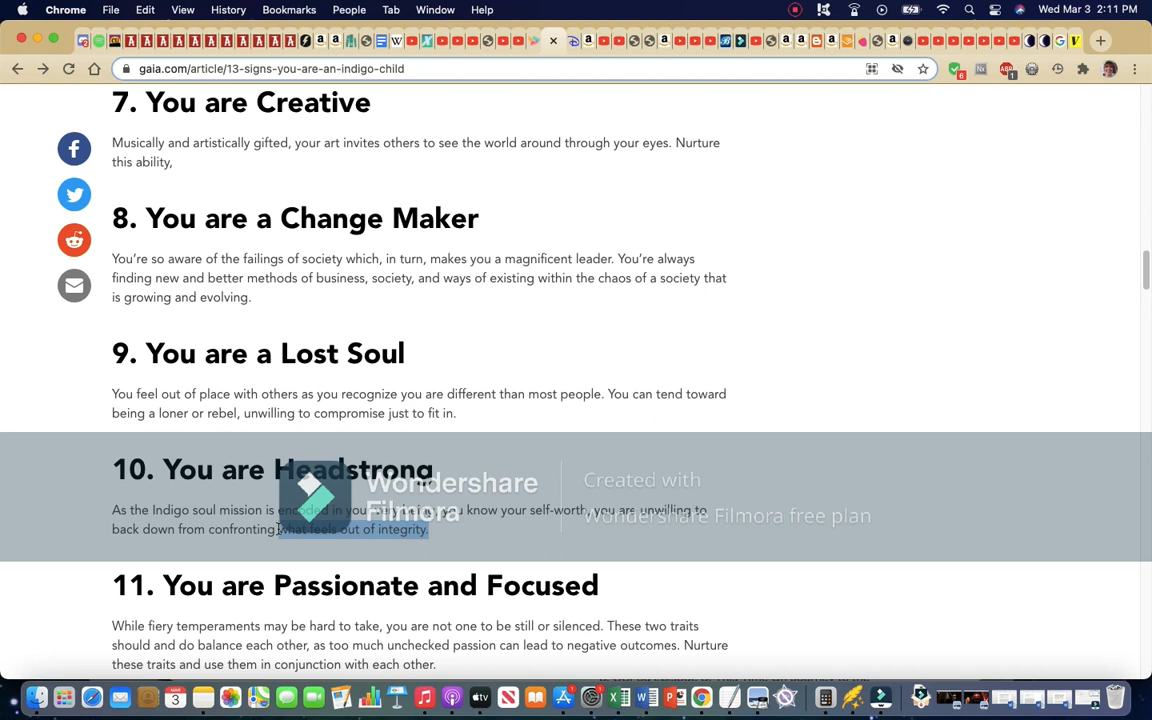 Chrome File Edit View History Bookmarks People Tab Window Help Wed Mar 3 2:11 PM
gaia.com/article/13-signs-you-are-an-indigo-child
7. You are Creative
Musically and artistically gifted, your art invites others to see the world around through your eyes. Nurture
this ability,
8. You are a Change Maker
You're so aware of the failings of society which, in turn, makes you a magnificent leader. You're always
finding new and better methods of business, society, and ways of existing within the chaos of a society that
is growing and evolving.
9. You are a Lost Soul
You feel out of place with others as you recognize you are different than most people. You can tend toward
being a loner or rebel, unwilling to compromise just to fit in.
10. You are Headstrong
As the Indigo soul mission is encoded in your very being, you know your self-worth, you are unwilling to
back down from confronting what feels out of integrity.
Wondershare
Filmora
Created with
Wondershare Filmora free plan
11. You are Passionate and Focused
While fiery temperaments may be hard to take, you are not one to be still or silenced. These two traits
should and do balance each other, as too much unchecked passion can lead to negative outcomes. Nurture
these traits and use them in conjunction with each other.